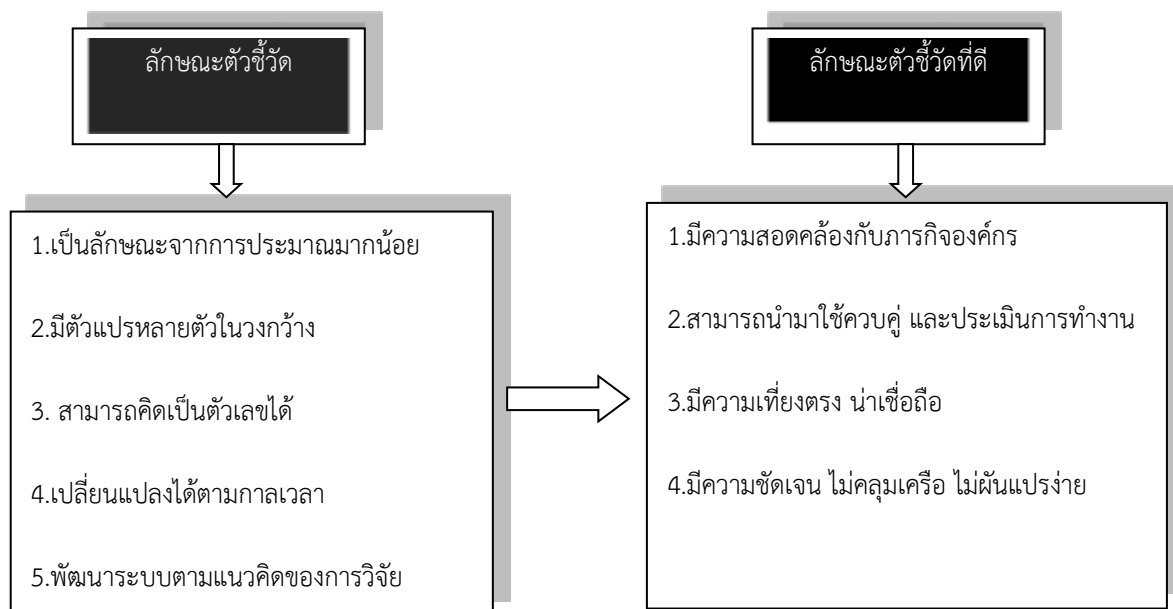 ลักษณะตัวชี้วัด
1.เป็นลักษณะจากการประมาณมากน้อย
2.มีตัวแปรหลายตัวในวงกว้าง
3. สามารถคิดเป็นตัวเลขได้
4.เปลี่ยนแปลงได้ตามกาลเวลา
5.พัฒนาระบบตามแนวคิดของการวิจัย
ลักษณะตัวชี้วัดที่ดี
1.มีความสอดคล้องกับภารกิจองค์กร
2.สามารถนำมาใช้ควบคู่ และประเมินการทำงาน
3.มีความเที่ยงตรง น่าเชื่อถือ
4.มีความชัดเจน ไม่คลุมเครือ ไม่ผันแปรง่าย